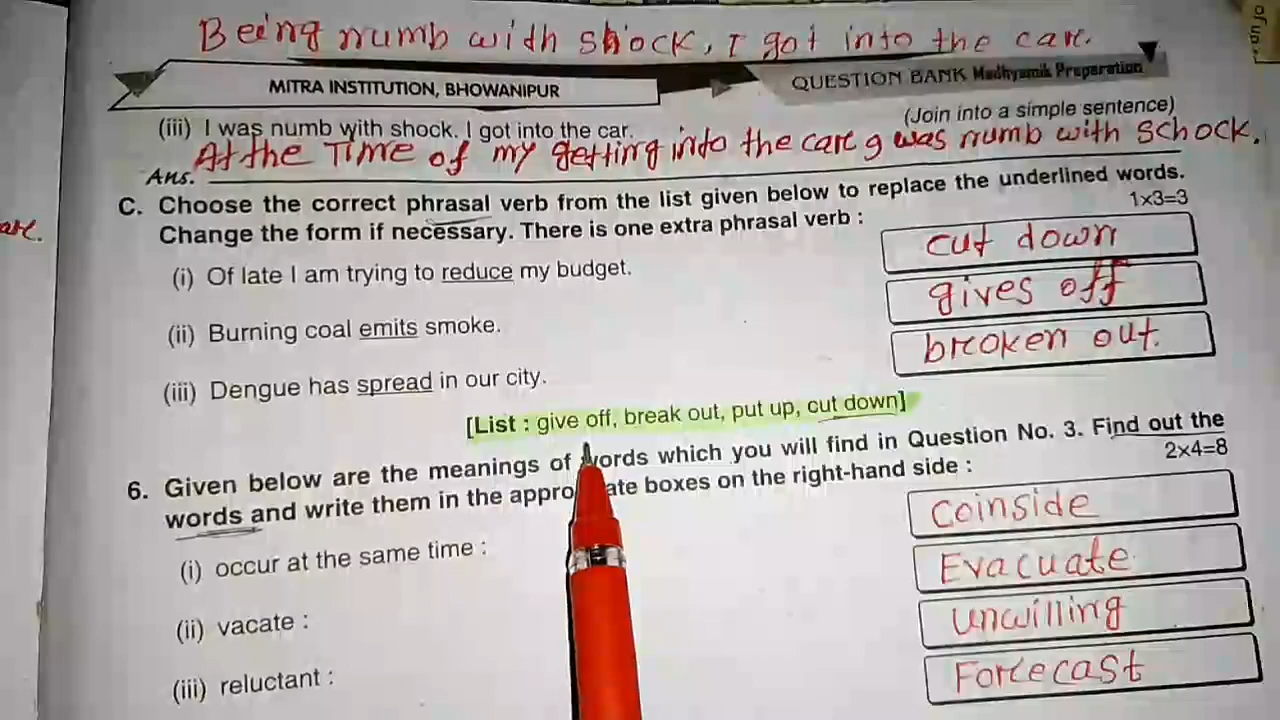 Being numb with shock, I got into the car.
MITRA INSTITUTION, BHOWANIPUR
QUESTION BANK Madhyamik Preparation
(iii) I was numb with shock. I got into the car.
(Join into a simple sentence)
At the Time of my getting into the care I was numb with schock.
Ans.
C. Choose the correct phrasal verb from the list given below to replace the underlined words.
Change the form if necessary. There is one extra phrasal verb :
1x3=3
(i) Of late I am trying to reduce my budget.
cut down
(ii) Burning coal emits smoke.
gives off
(iii) Dengue has spread in our city.
broken out.
[List : give off, break out, put up, cut down]
6. Given below are the meanings of words which you will find in Question No. 3. Find out the
words and write them in the appro ate boxes on the right-hand side :
2x4=8
(i) occur at the same time :
Coinside
(ii) vacate :
Evacuate
(iii) reluctant :
unwilling
Forcecast